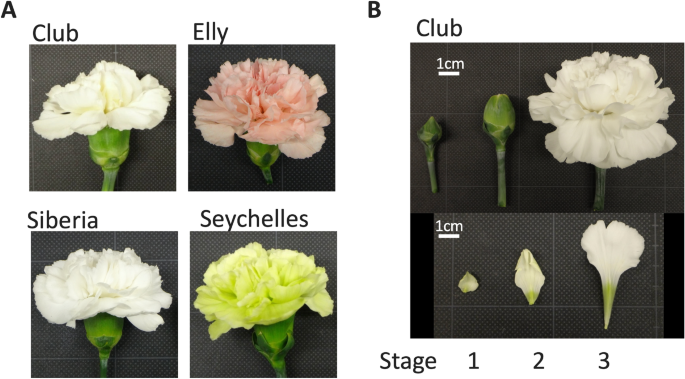 A
Club
Elly
Siberia
Seychelles
B
Club
1cm
1cm
Stage 1 2 3